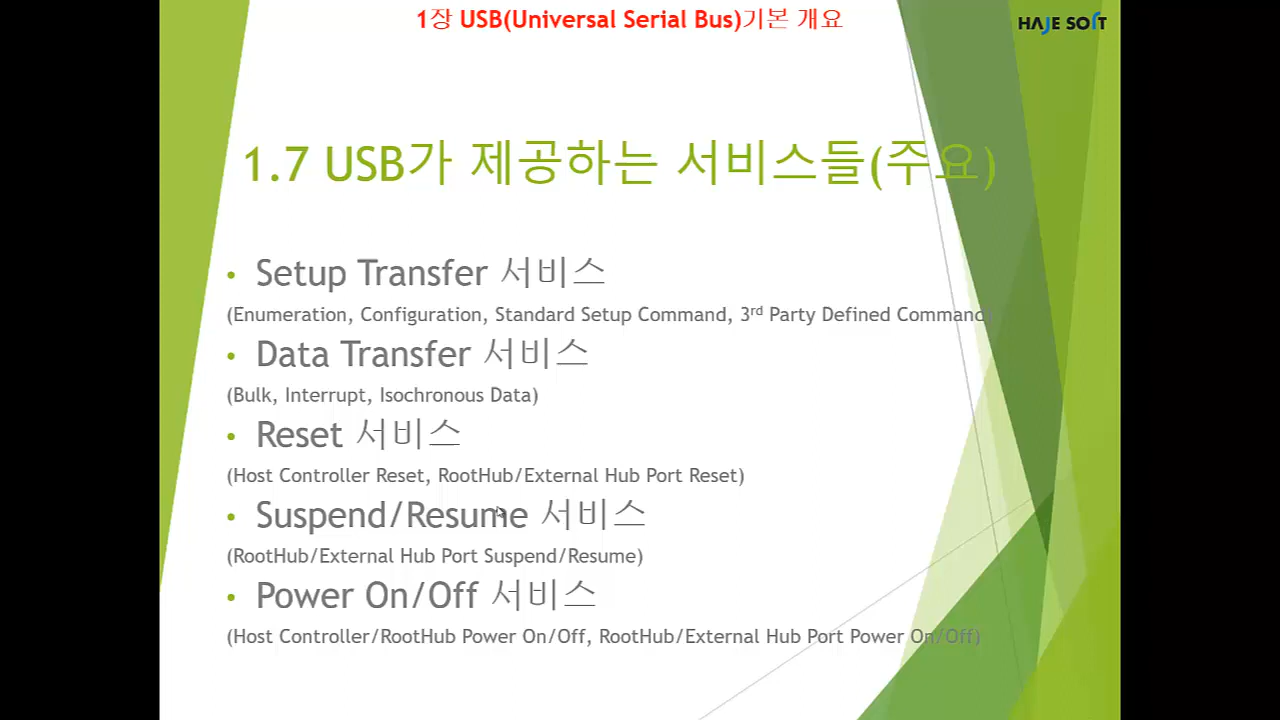 1장 USB(Universal Serial Bus)기본 개요
HAJE SOFT
1.7 USB가 제공하는 서비스들(주요)
• Setup Transfer 서비스
(Enumeration, Configuration, Standard Setup Command, 3rd Party Defined Command)
• Data Transfer 서비스
(Bulk, Interrupt, Isochronous Data)
• Reset 서비스
(Host Controller Reset, RootHub/External Hub Port Reset)
• Suspend/Resume 서비스
(RootHub/External Hub Port Suspend/Resume)
• Power On/Off 서비스
(Host Controller/RootHub Power On/Off, RootHub/External Hub Port Power On/Off)